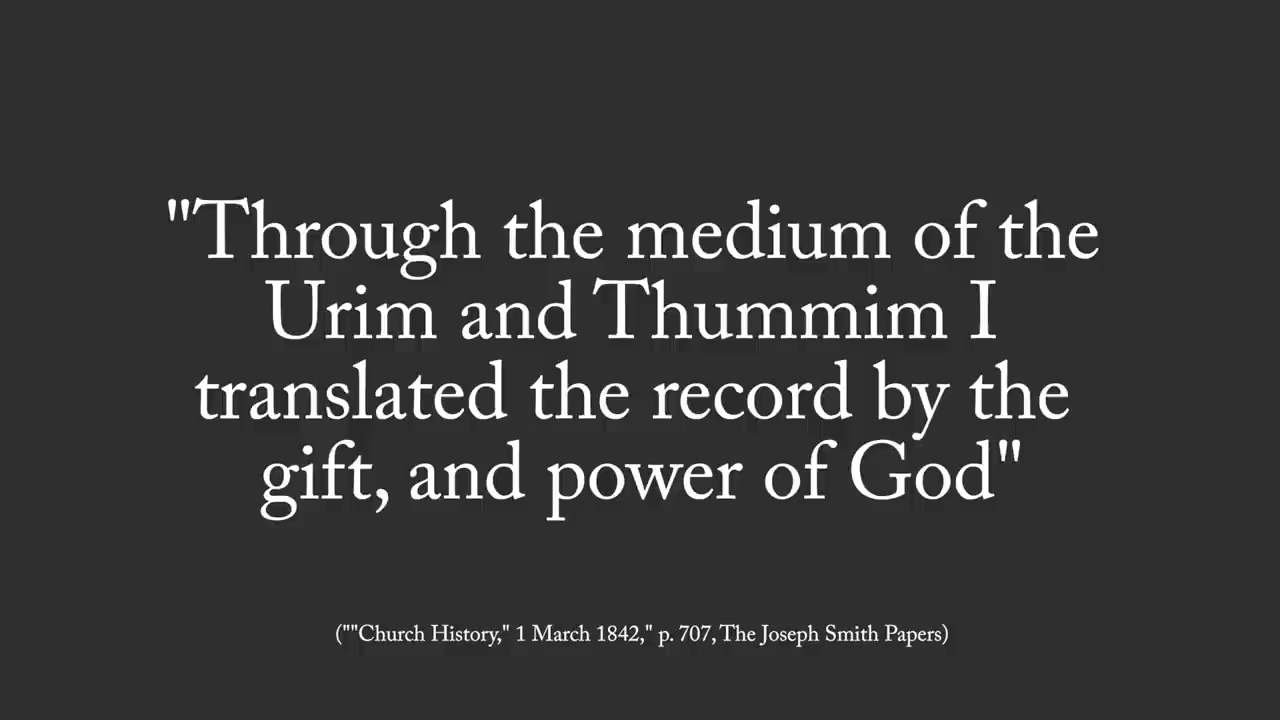 "Through the medium of the
Urim and Thummim I
translated the record by the
gift, and power of God"
(""Church History," 1 March 1842," p. 707, The Joseph Smith Papers)